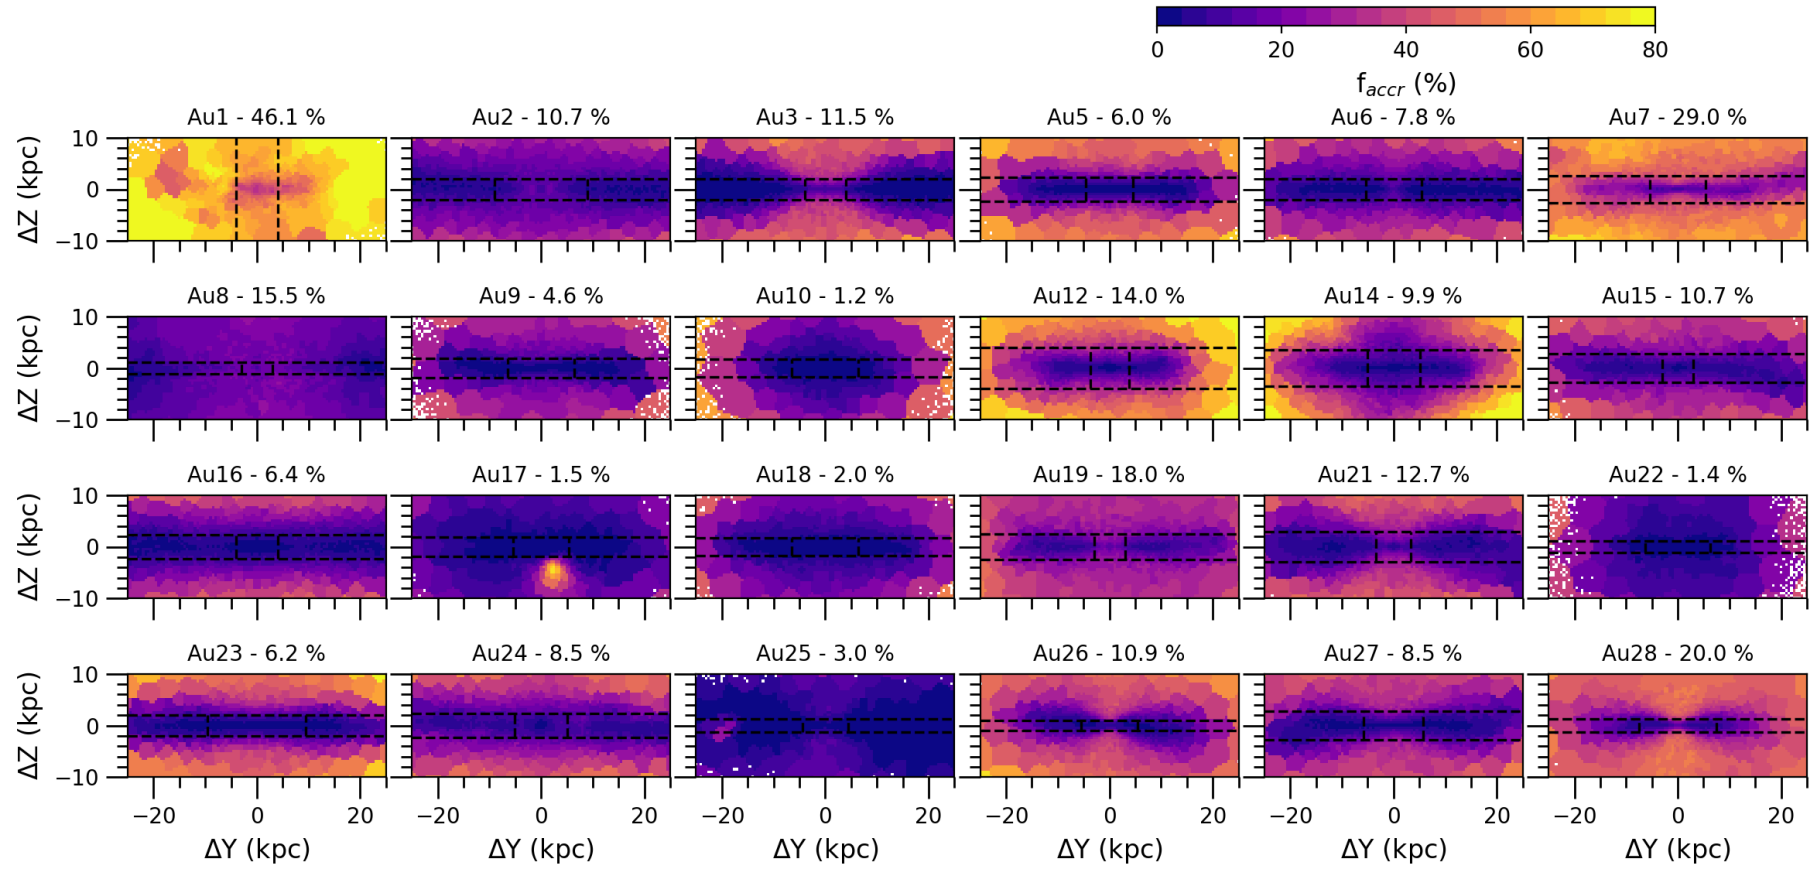 0 20 40 60 80
f_accr (%)
Au1 - 46.1 % Au2 - 10.7 % Au3 - 11.5 % Au5 - 6.0 % Au6 - 7.8 % Au7 - 29.0 %
10
0
−10
ΔZ (kpc)
Au8 - 15.5 % Au9 - 4.6 % Au10 - 1.2 % Au12 - 14.0 % Au14 - 9.9 % Au15 - 10.7 %
10
0
−10
ΔZ (kpc)
Au16 - 6.4 % Au17 - 1.5 % Au18 - 2.0 % Au19 - 18.0 % Au21 - 12.7 % Au22 - 1.4 %
10
0
−10
ΔZ (kpc)
Au23 - 6.2 % Au24 - 8.5 % Au25 - 3.0 % Au26 - 10.9 % Au27 - 8.5 % Au28 - 20.0 %
10
0
−10
ΔZ (kpc)
−20 0 20 −20 0 20 −20 0 20 −20 0 20 −20 0 20 −20 0 20
ΔY (kpc) ΔY (kpc) ΔY (kpc) ΔY (kpc) ΔY (kpc) ΔY (kpc)